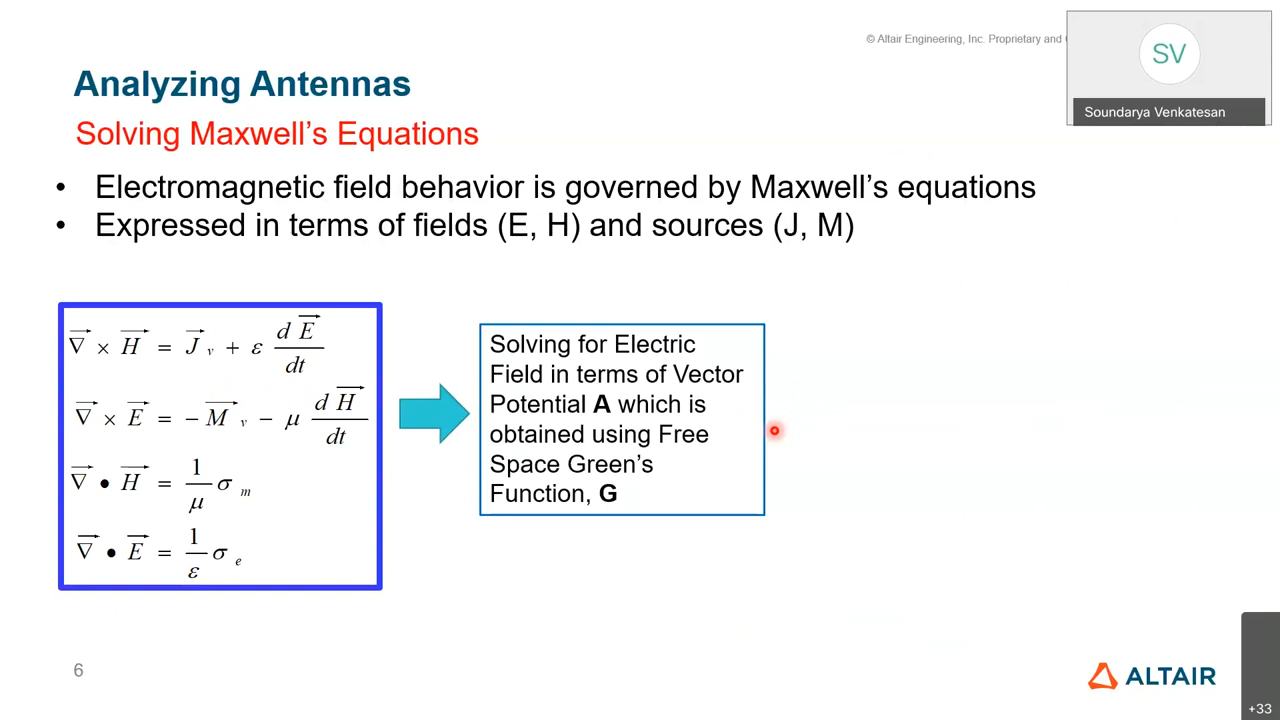 © Altair Engineering, Inc. Proprietary and
SV
Soundarya Venkatesan
Analyzing Antennas
Solving Maxwell’s Equations
• Electromagnetic field behavior is governed by Maxwell’s equations
• Expressed in terms of fields (E, H) and sources (J, M)
∇ × H = J v + ε d E / dt
∇ × E = − M v − μ d H / dt
∇ • H = 1 / μ σ m
∇ • E = 1 / ε σ e
Solving for Electric
Field in terms of Vector
Potential A which is
obtained using Free
Space Green’s
Function, G
6
ALTAIR
+33